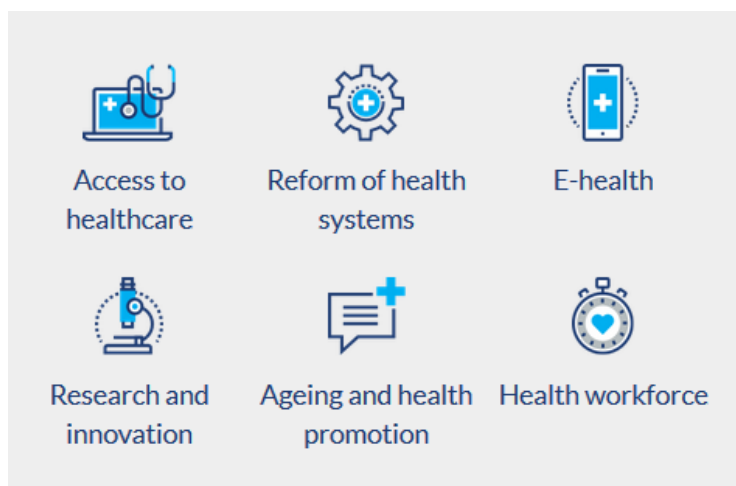 Access to
healthcare
Reform of health
systems
E-health
Research and
innovation
Ageing and health
promotion
Health workforce